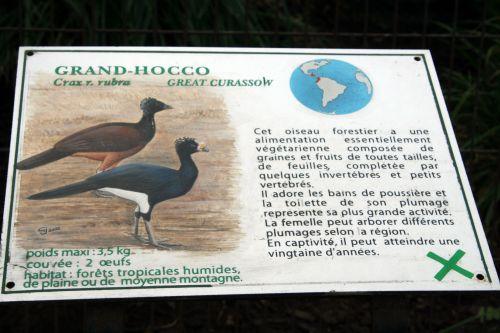 GRAND-HOCCO
Crax r. rubra GREAT CURASSOW
Cet oiseau forestier a une
alimentation essentiellement
végétarienne composée de
graines et fruits de toutes tailles,
de feuilles, complétée par
quelques invertébrés et petits
vertébrés.
Il adore les bains de poussière et
la toilette de son plumage
represente sa plus grande activité.
La femelle peut arborer différents
plumages selon la région.
En captivité, il peut atteindre une
vingtaine d'années.
poids maxi : 3,5 kg
couvée : 2 œufs
habitat : forêts tropicales humides,
de plaine ou de moyenne montagne.